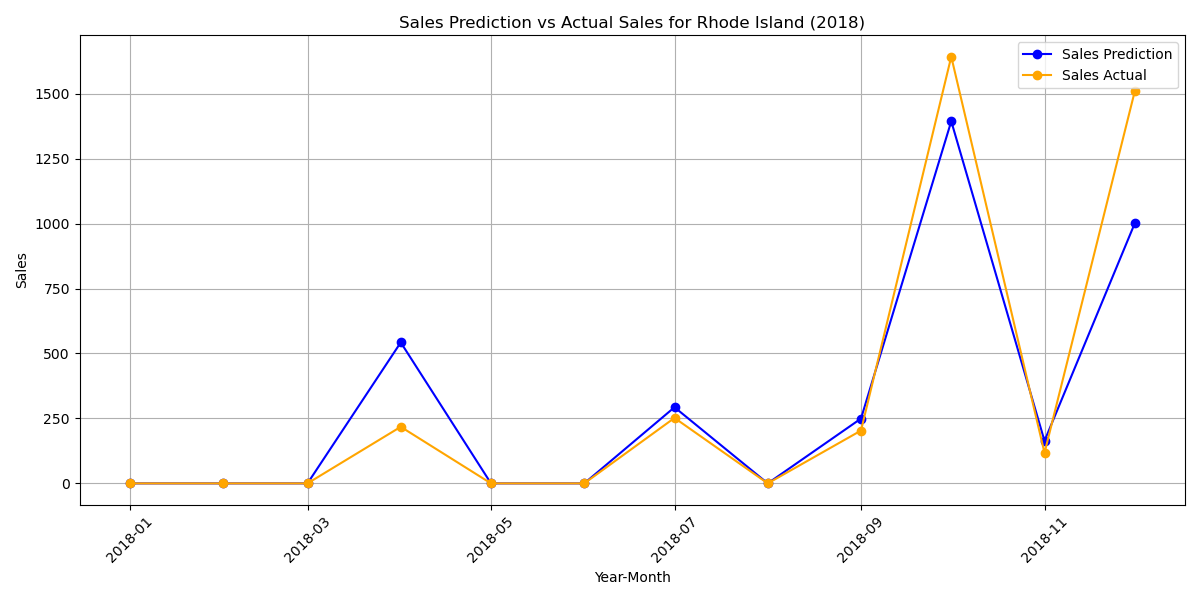 Sales Prediction vs Actual Sales for Rhode Island (2018)
Sales Prediction
Sales Actual
1500
1250
1000
750
500
250
0
Sales
2018-01
2018-03
2018-05
2018-07
2018-09
2018-11
Year-Month